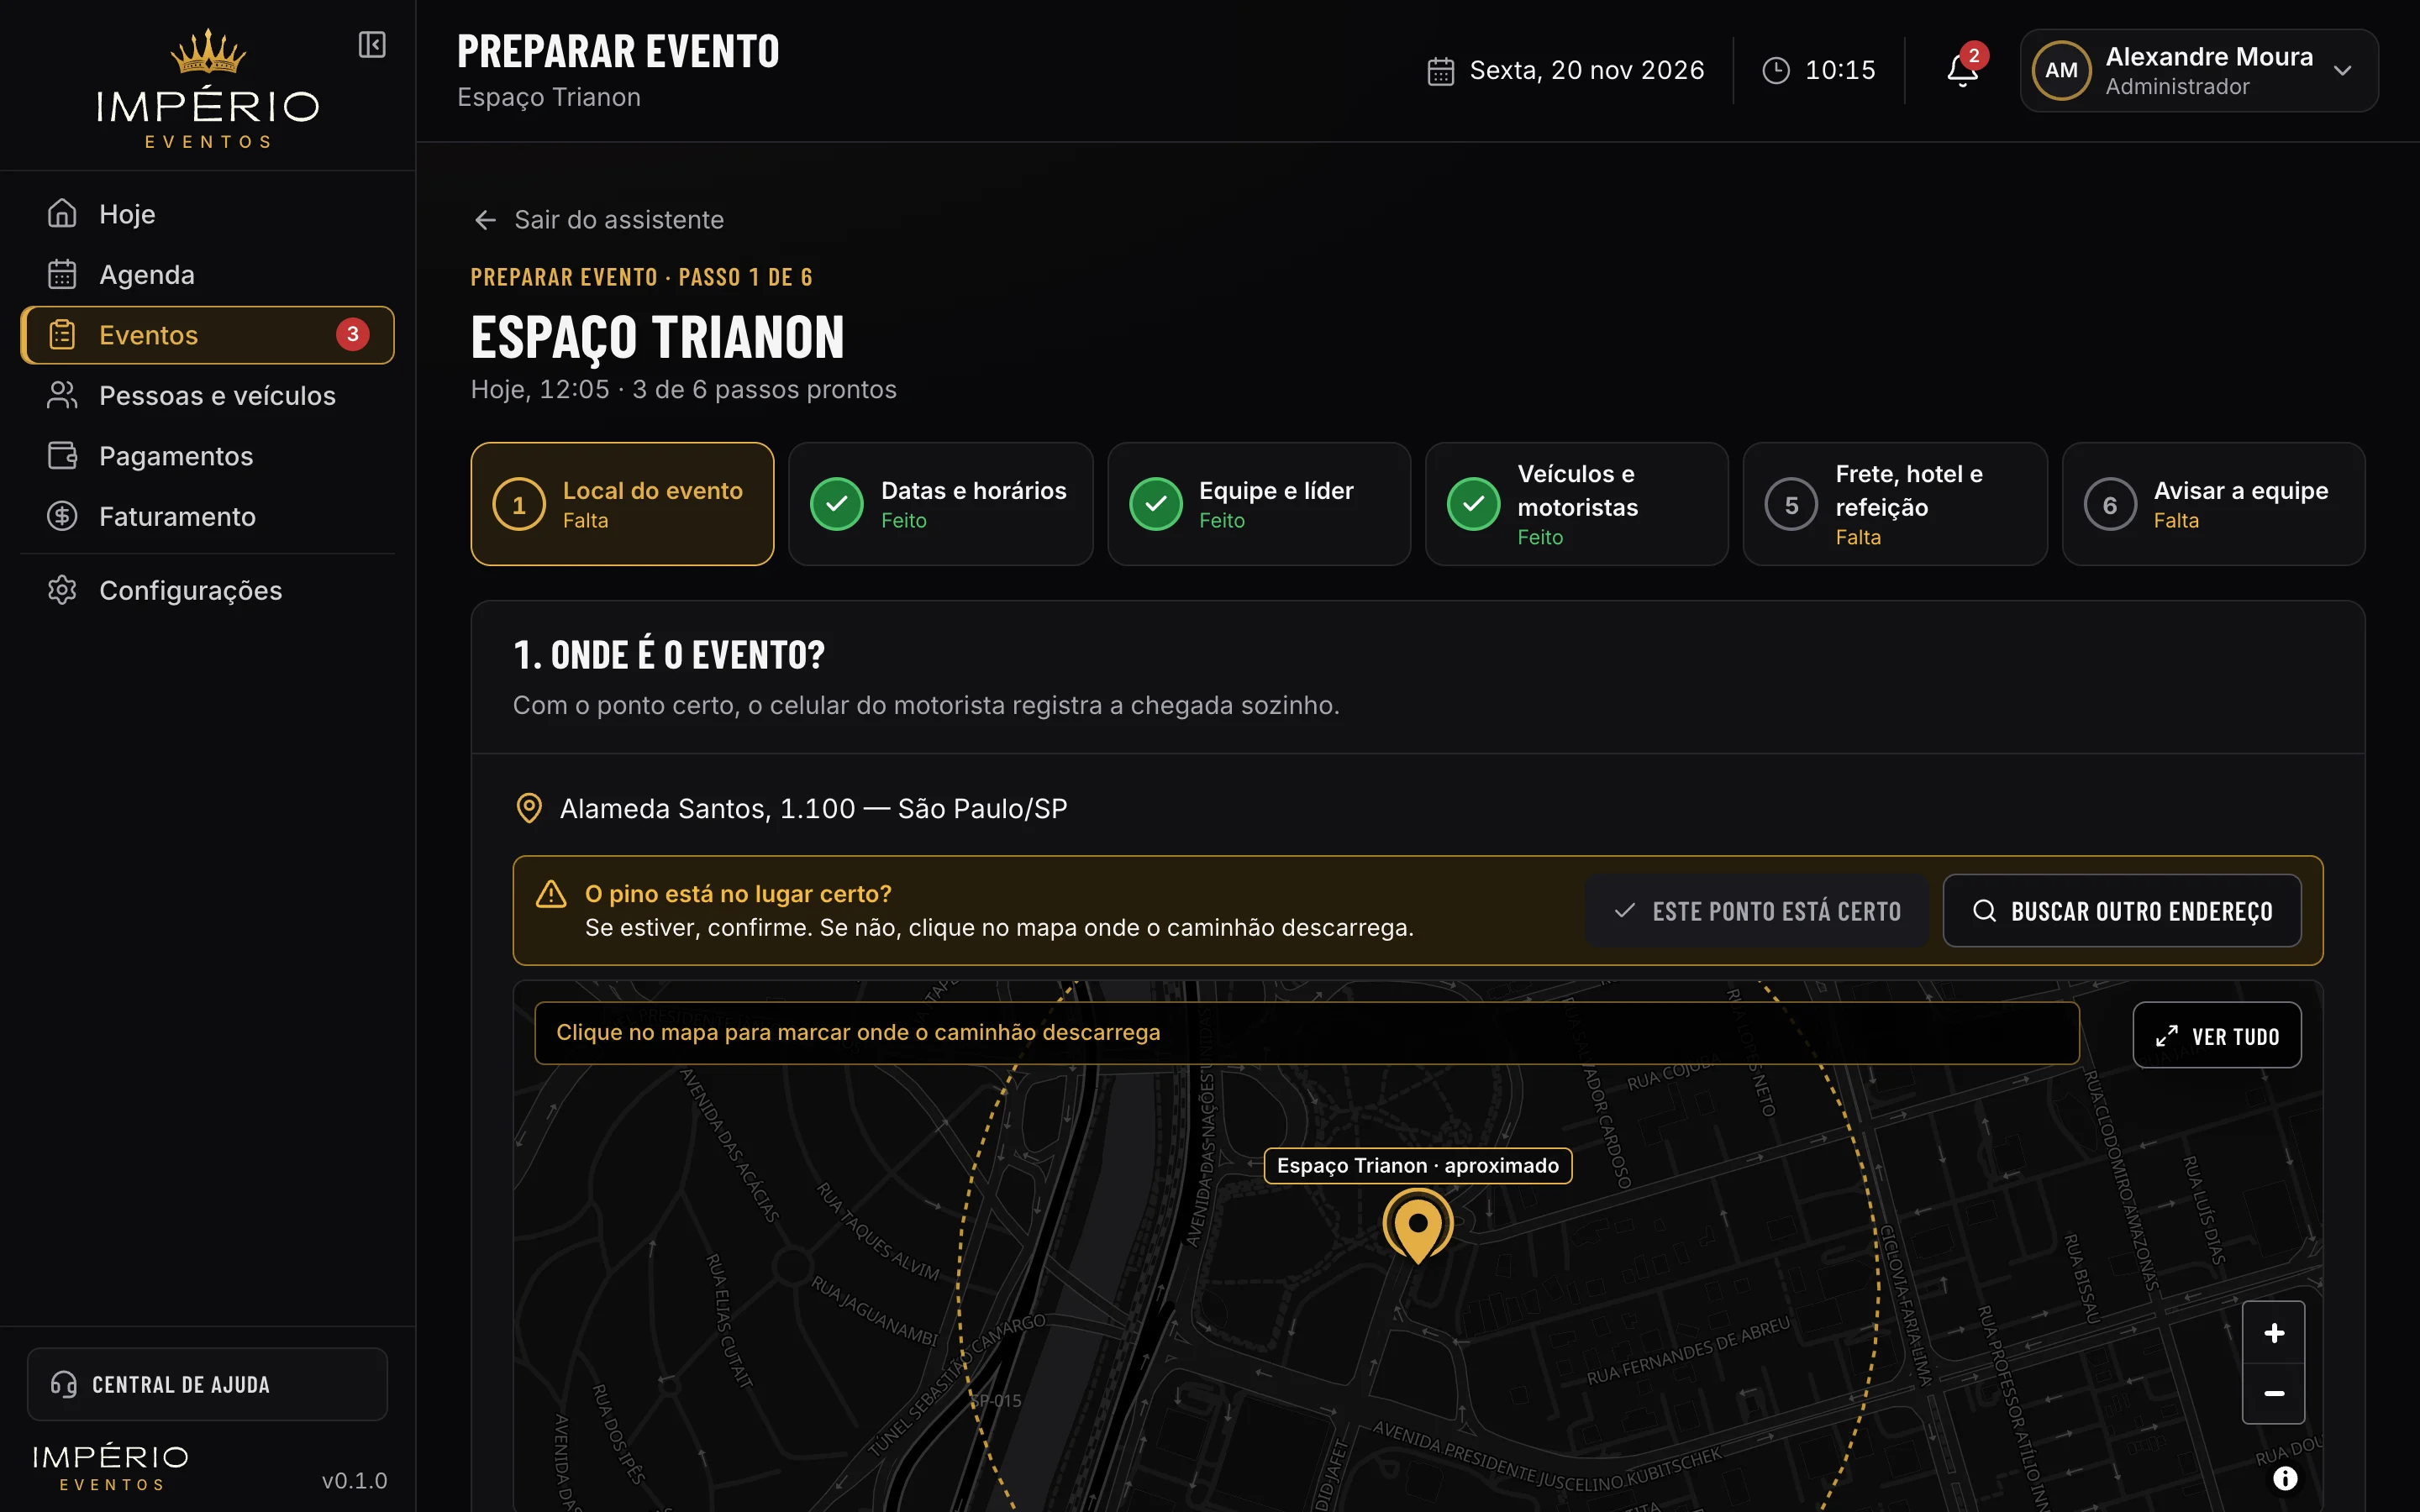 IMPÉRIO
EVENTOS
PREPARAR EVENTO
Espaço Trianon
Sexta, 20 nov 2026
10:15
2
AM
Alexandre Moura
Administrador
Hoje
Agenda
Eventos
3
Pessoas e veículos
Pagamentos
Faturamento
Configurações
CENTRAL DE AJUDA
IMPÉRIO
EVENTOS
v0.1.0
Sair do assistente
PREPARAR EVENTO · PASSO 1 DE 6
ESPAÇO TRIANON
Hoje, 12:05 · 3 de 6 passos prontos
1
Local do evento
Falta
Datas e horários
Feito
Equipe e líder
Feito
Veículos e
motoristas
Feito
5
Frete, hotel e
refeição
Falta
6
Avisar a equipe
Falta
1. ONDE É O EVENTO?
Com o ponto certo, o celular do motorista registra a chegada sozinho.
Alameda Santos, 1.100 — São Paulo/SP
O pino está no lugar certo?
Se estiver, confirme. Se não, clique no mapa onde o caminhão descarrega.
ESTE PONTO ESTÁ CERTO
BUSCAR OUTRO ENDEREÇO
Clique no mapa para marcar onde o caminhão descarrega
VER TUDO
Espaço Trianon · aproximado
AVENIDA DAS ACÁCIAS
RUA TAQUES ALVIM
RUA JAGUANAMBI
RUA ELIAS CUTAIT
RUA DOS IPÊS
AVENIDA DAS NAÇÕES UNIDAS
TÚNEL SEBASTIÃO CAMARGO
SP-015
RUA COJUBA
RUA FERNANDES DE ABREU
AVENIDA PRESIDENTE JUSCELINO KUBITSCHEK
CICLOVIA FARIA LIMA
RUA CLODOMIRO AMAZONAS
RUA LUÍS DIAS
RUA BISSAU
+
−